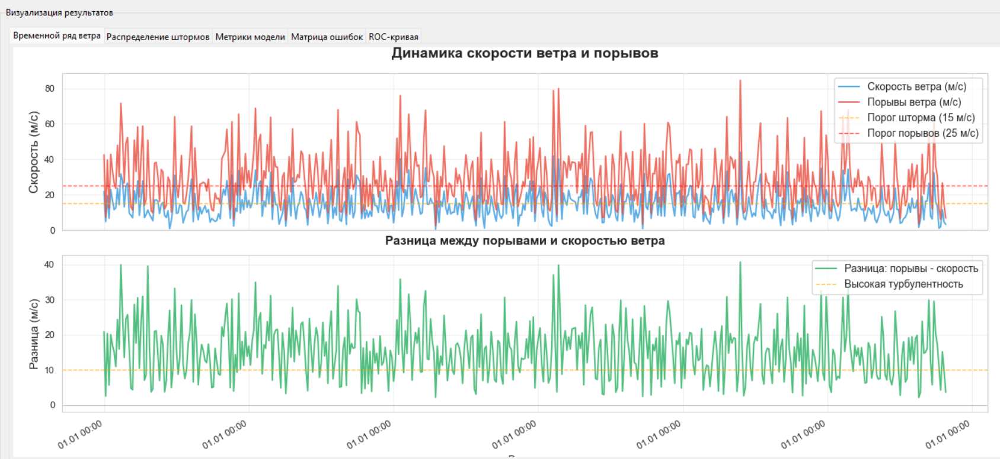 Визуализация результатов
Временной ряд ветра Распределение штормов Метрики модели Матрица ошибок ROC-кривая
Динамика скорости ветра и порывов
Скорость (м/с)
80
60
40
20
0
Скорость ветра (м/с)
Порывы ветра (м/с)
Порог шторма (15 м/с)
Порог порывов (25 м/с)
Разница между порывами и скоростью ветра
Разница (м/с)
40
30
20
10
0
Разница: порывы - скорость
Высокая турбулентность
01.01 00:00 01.01 00:00 01.01 00:00 01.01 00:00 01.01 00:00 01.01 00:00 01.01 00:00